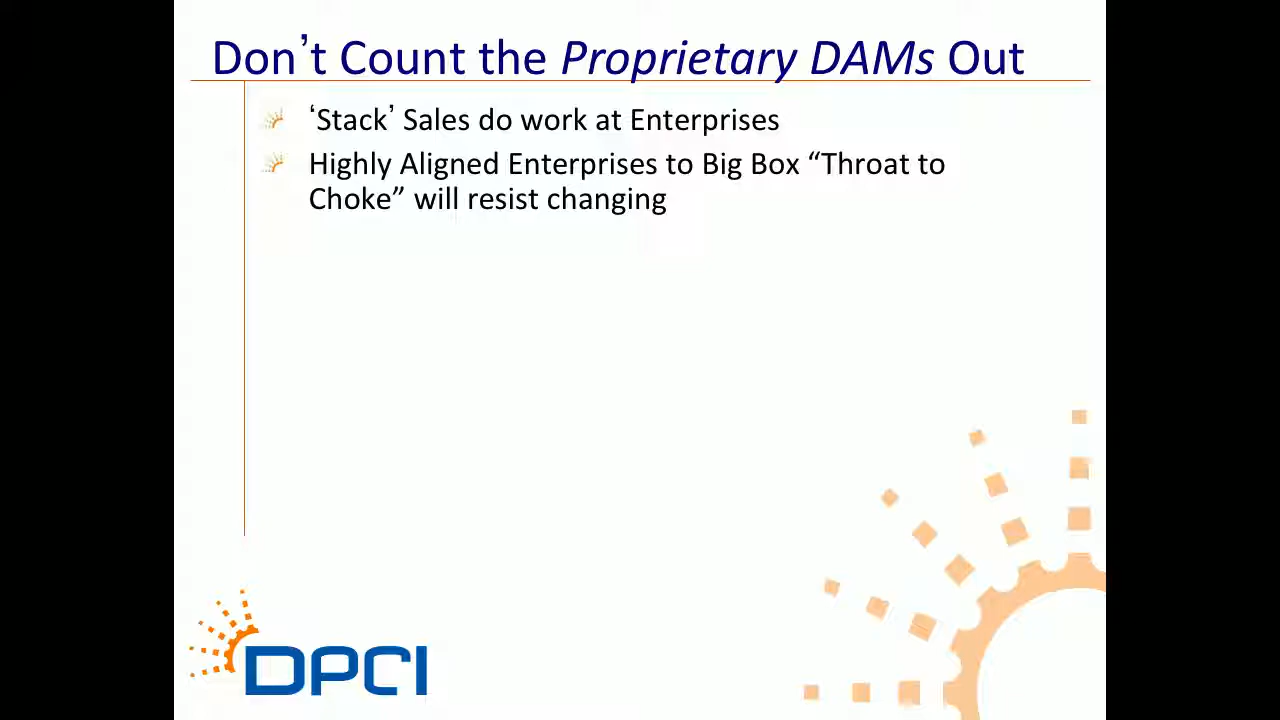 Don’t Count the Proprietary DAMs Out
‘Stack’ Sales do work at Enterprises
Highly Aligned Enterprises to Big Box “Throat to
Choke” will resist changing
DPCI